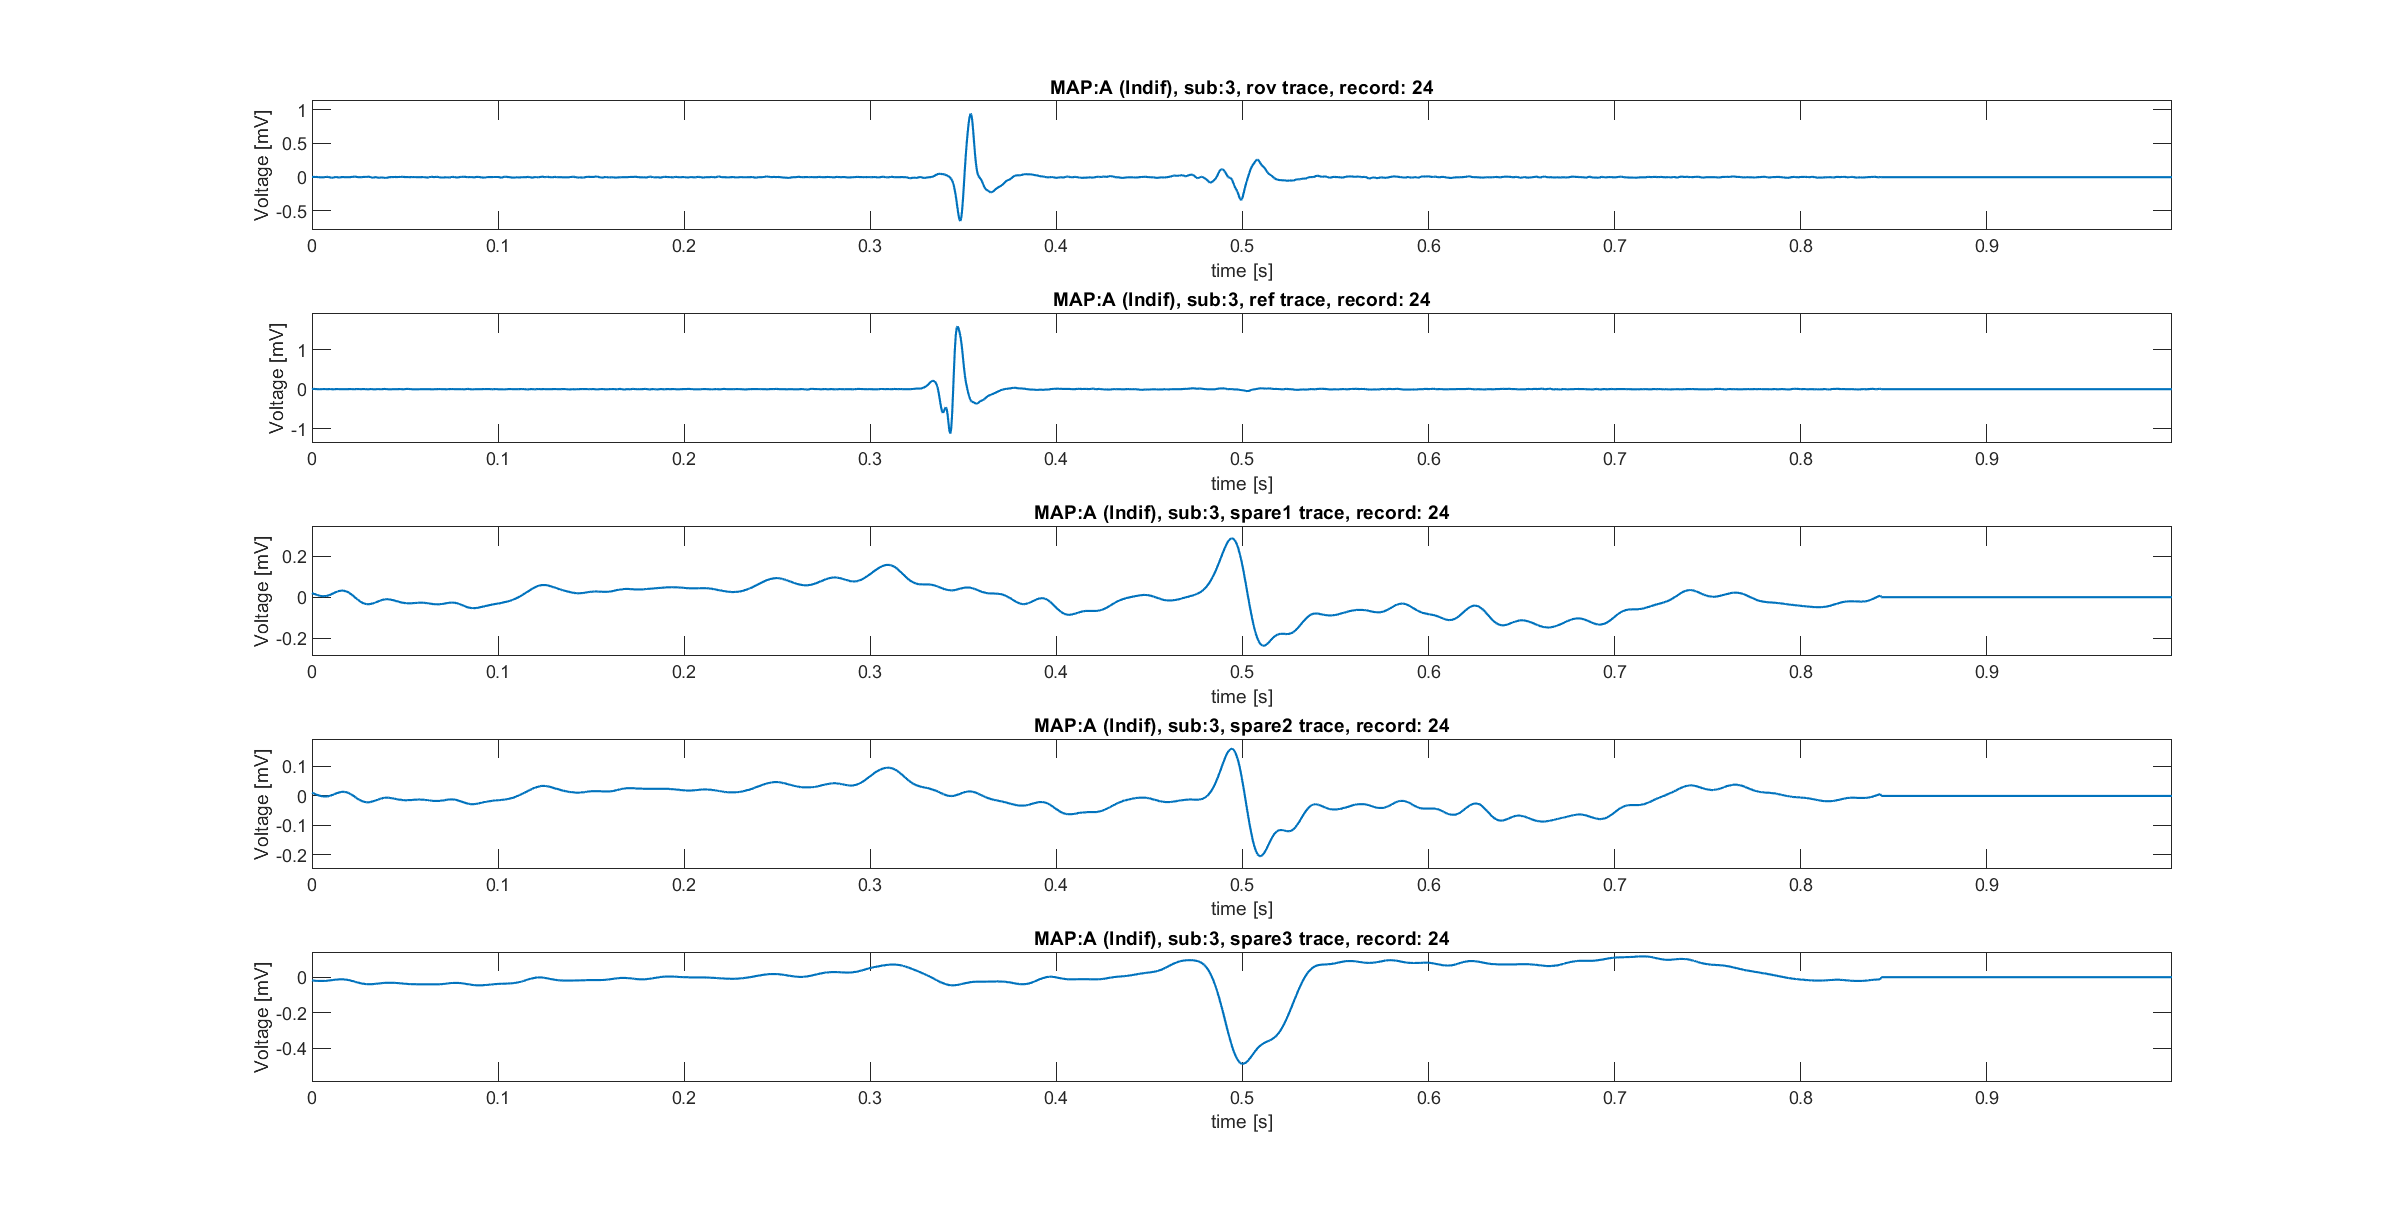 MAP:A (Indif), sub:3, rov trace, record: 24
Voltage [mV]
1
0.5
0
-0.5
0 0.1 0.2 0.3 0.4 0.5 0.6 0.7 0.8 0.9
time [s]
MAP:A (Indif), sub:3, ref trace, record: 24
Voltage [mV]
1
0
-1
0 0.1 0.2 0.3 0.4 0.5 0.6 0.7 0.8 0.9
time [s]
MAP:A (Indif), sub:3, spare1 trace, record: 24
Voltage [mV]
0.2
0
-0.2
0 0.1 0.2 0.3 0.4 0.5 0.6 0.7 0.8 0.9
time [s]
MAP:A (Indif), sub:3, spare2 trace, record: 24
Voltage [mV]
0.1
0
-0.1
-0.2
0 0.1 0.2 0.3 0.4 0.5 0.6 0.7 0.8 0.9
time [s]
MAP:A (Indif), sub:3, spare3 trace, record: 24
Voltage [mV]
0
-0.2
-0.4
0 0.1 0.2 0.3 0.4 0.5 0.6 0.7 0.8 0.9
time [s]